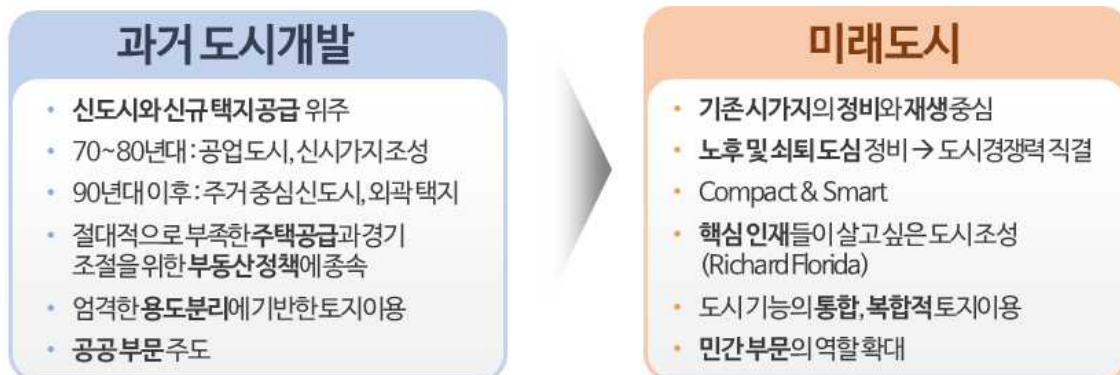 과거 도시개발
• 신도시와 신규 택지 공급 위주
• 70~80년대 : 공업 도시, 신시가지 조성
• 90년대 이후 : 주거 중심 신도시, 외곽 택지
• 절대적으로 부족한 주택공급과 경기
조절을 위한 부동산 정책에 종속
• 엄격한 용도분리에 기반한 토지이용
• 공공 부문 주도
미래도시
• 기존 시가지의 정비와 재생 중심
• 노후 및 쇠퇴 도심 정비 → 도시경쟁력 직결
• Compact & Smart
• 핵심 인재들이 살고 싶은 도시 조성
(Richard Florida)
• 도시 기능의 통합, 복합적 토지이용
• 민간 부문의 역할 확대